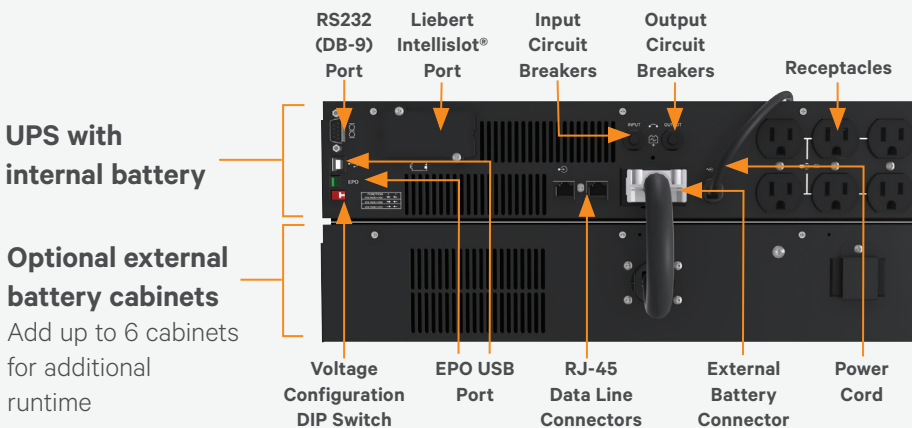 RS232
(DB-9)
Port
Liebert
Intellislot®
Port
Input
Circuit
Breakers
Output
Circuit
Breakers
Receptacles
UPS with
internal battery
INPUT
OUTPUT
EPO
Optional external
battery cabinets
Add up to 6 cabinets
for additional
runtime
Voltage
Configuration
DIP Switch
EPO USB
Port
RJ-45
Data Line
Connectors
External
Battery
Connector
Power
Cord